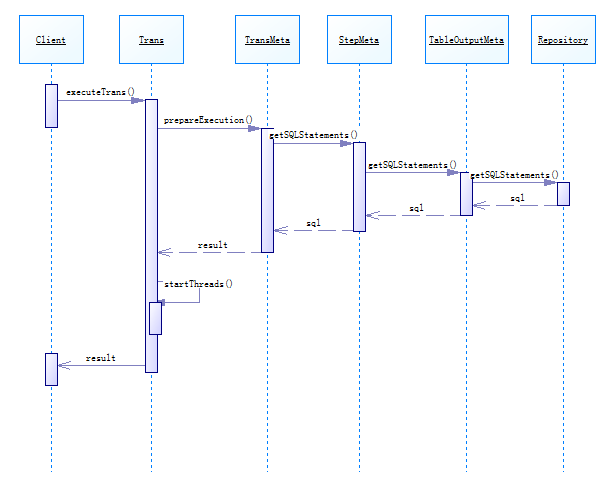 Client
Trans
TransMeta
StepMeta
TableOutputMeta
Repository
executeTrans()
prepareExecution()
getSQLStatements()
getSQLStatements()
getSQLStatements()
sql
sql
sql
result
startThreads()
result